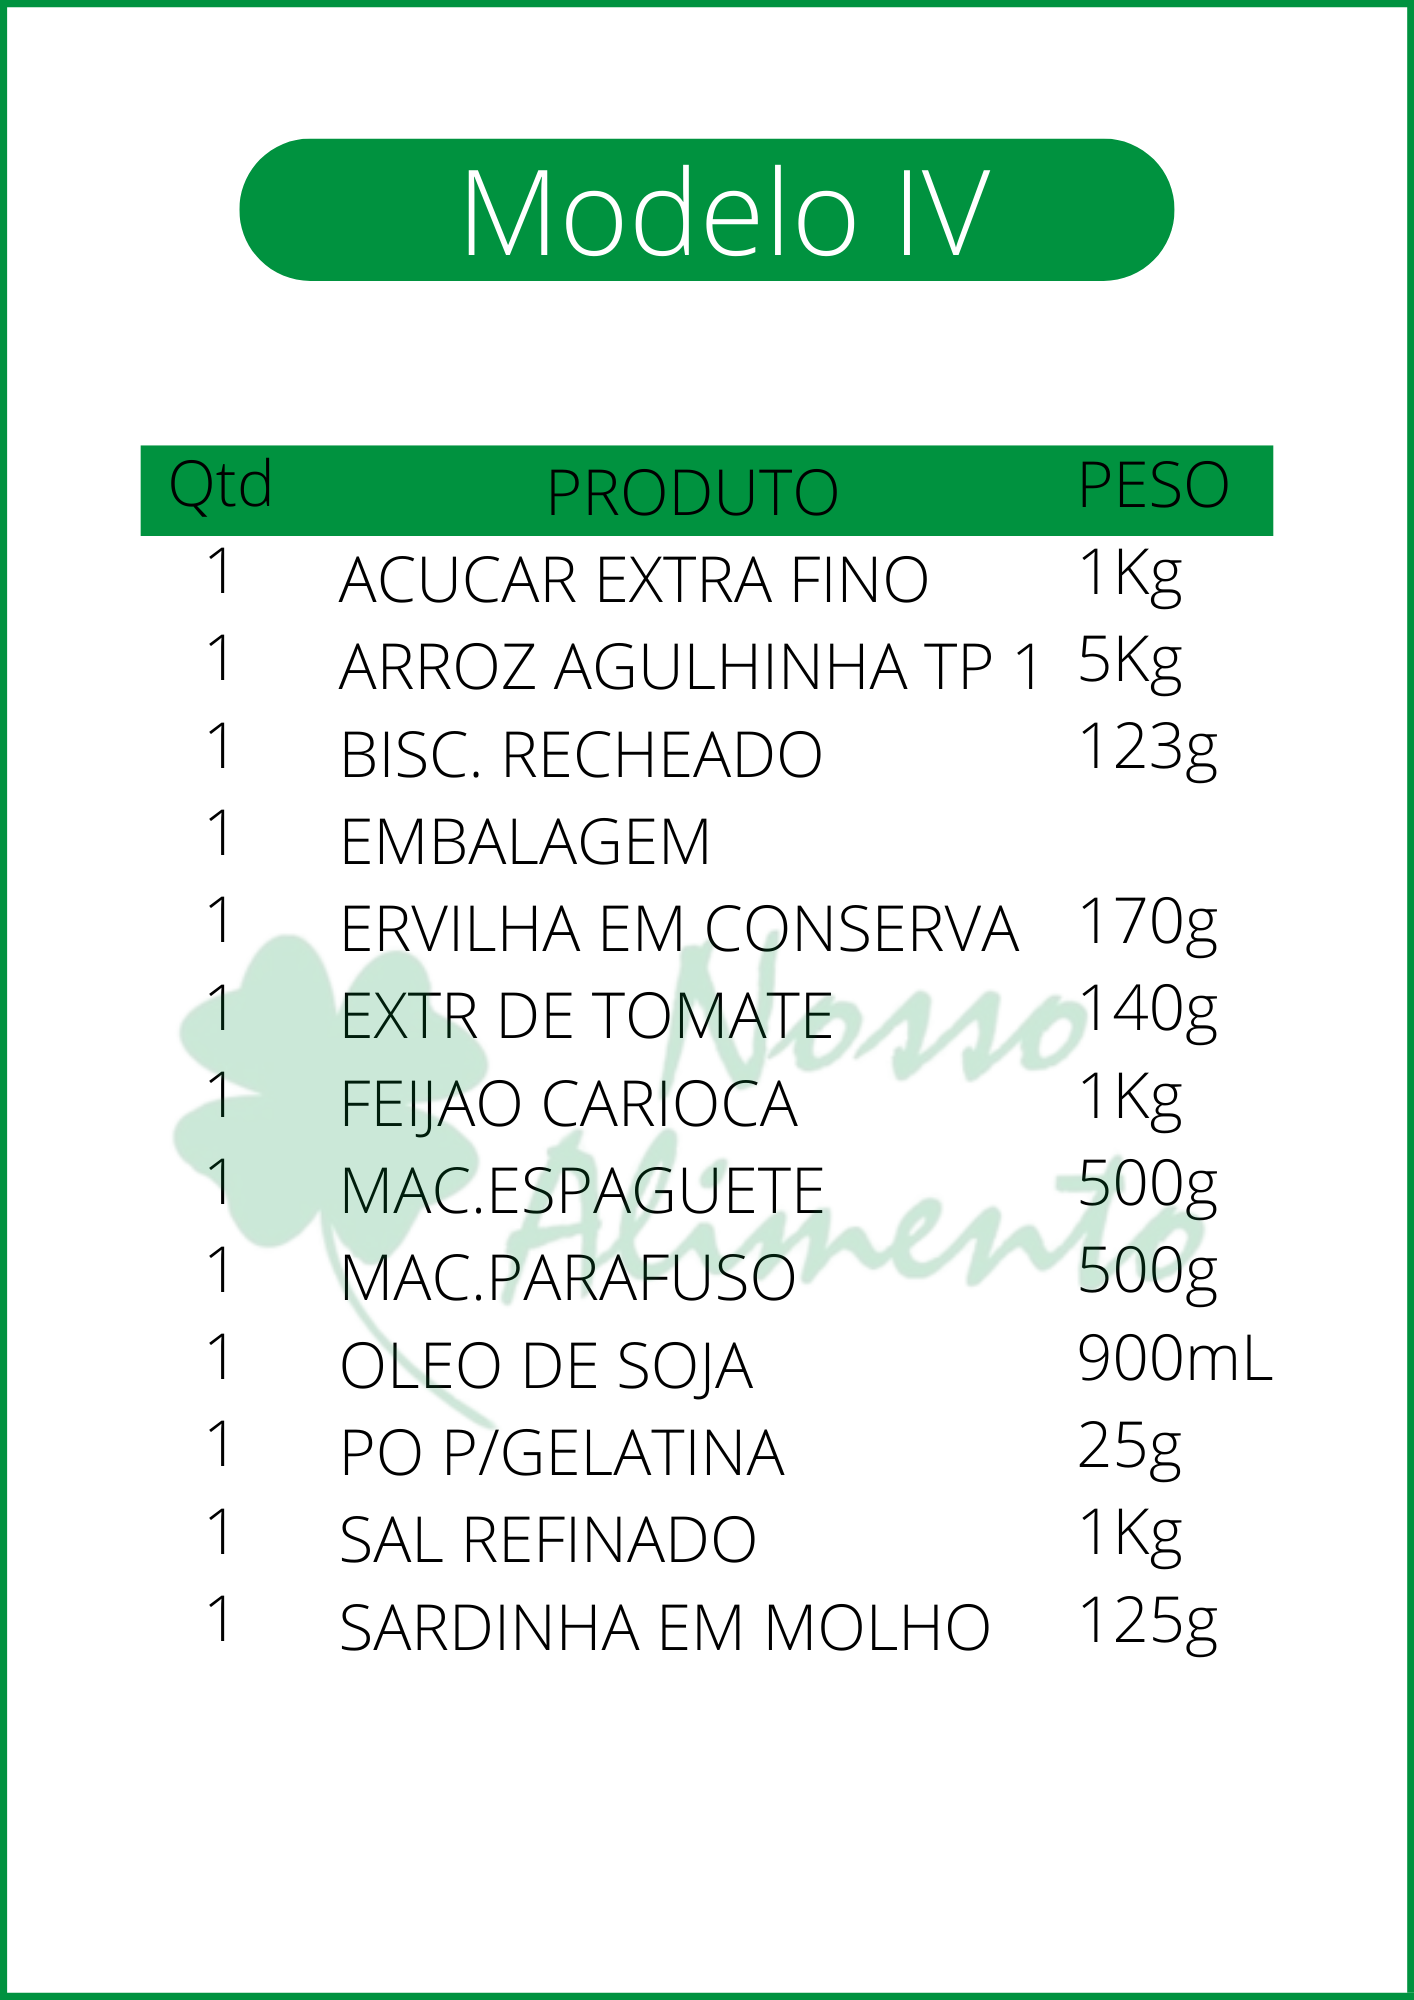 Modelo IV
Qtd PRODUTO PESO
1 ACUCAR EXTRA FINO 1Kg
1 ARROZ AGULHINHA TP 1 5Kg
1 BISC. RECHEADO 123g
1 EMBALAGEM
1 ERVILHA EM CONSERVA 170g
1 EXTR DE TOMATE 140g
1 FEIJAO CARIOCA 1Kg
1 MAC.ESPAGUETE 500g
1 MAC.PARAFUSO 500g
1 OLEO DE SOJA 900mL
1 PO P/GELATINA 25g
1 SAL REFINADO 1Kg
1 SARDINHA EM MOLHO 125g
Nosso
Alimento